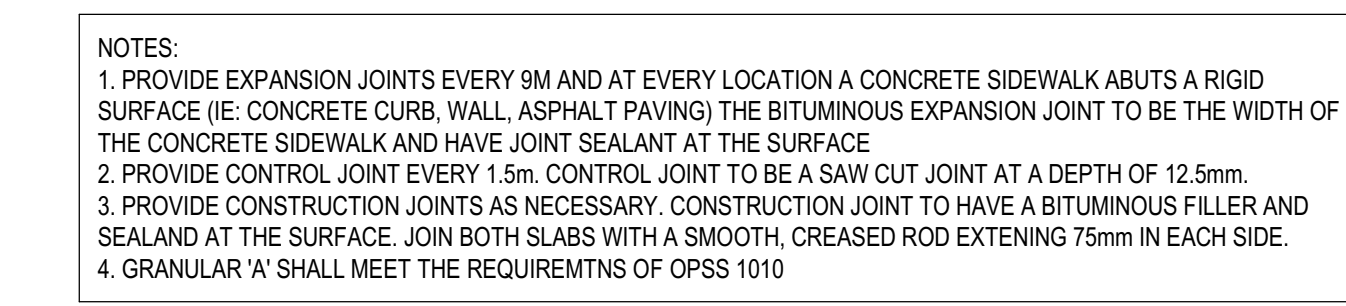 NOTES:
1. PROVIDE EXPANSION JOINTS EVERY 9M AND AT EVERY LOCATION A CONCRETE SIDEWALK ABUTS A RIGID
SURFACE (IE: CONCRETE CURB, WALL, ASPHALT PAVING) THE BITUMINOUS EXPANSION JOINT TO BE THE WIDTH OF
THE CONCRETE SIDEWALK AND HAVE JOINT SEALANT AT THE SURFACE
2. PROVIDE CONTROL JOINT EVERY 1.5m. CONTROL JOINT TO BE A SAW CUT JOINT AT A DEPTH OF 12.5mm.
3. PROVIDE CONSTRUCTION JOINTS AS NECESSARY. CONSTRUCTION JOINT TO HAVE A BITUMINOUS FILLER AND
SEALAND AT THE SURFACE. JOIN BOTH SLABS WITH A SMOOTH, CREASED ROD EXTENING 75mm IN EACH SIDE.
4. GRANULAR 'A' SHALL MEET THE REQUIREMTNS OF OPSS 1010